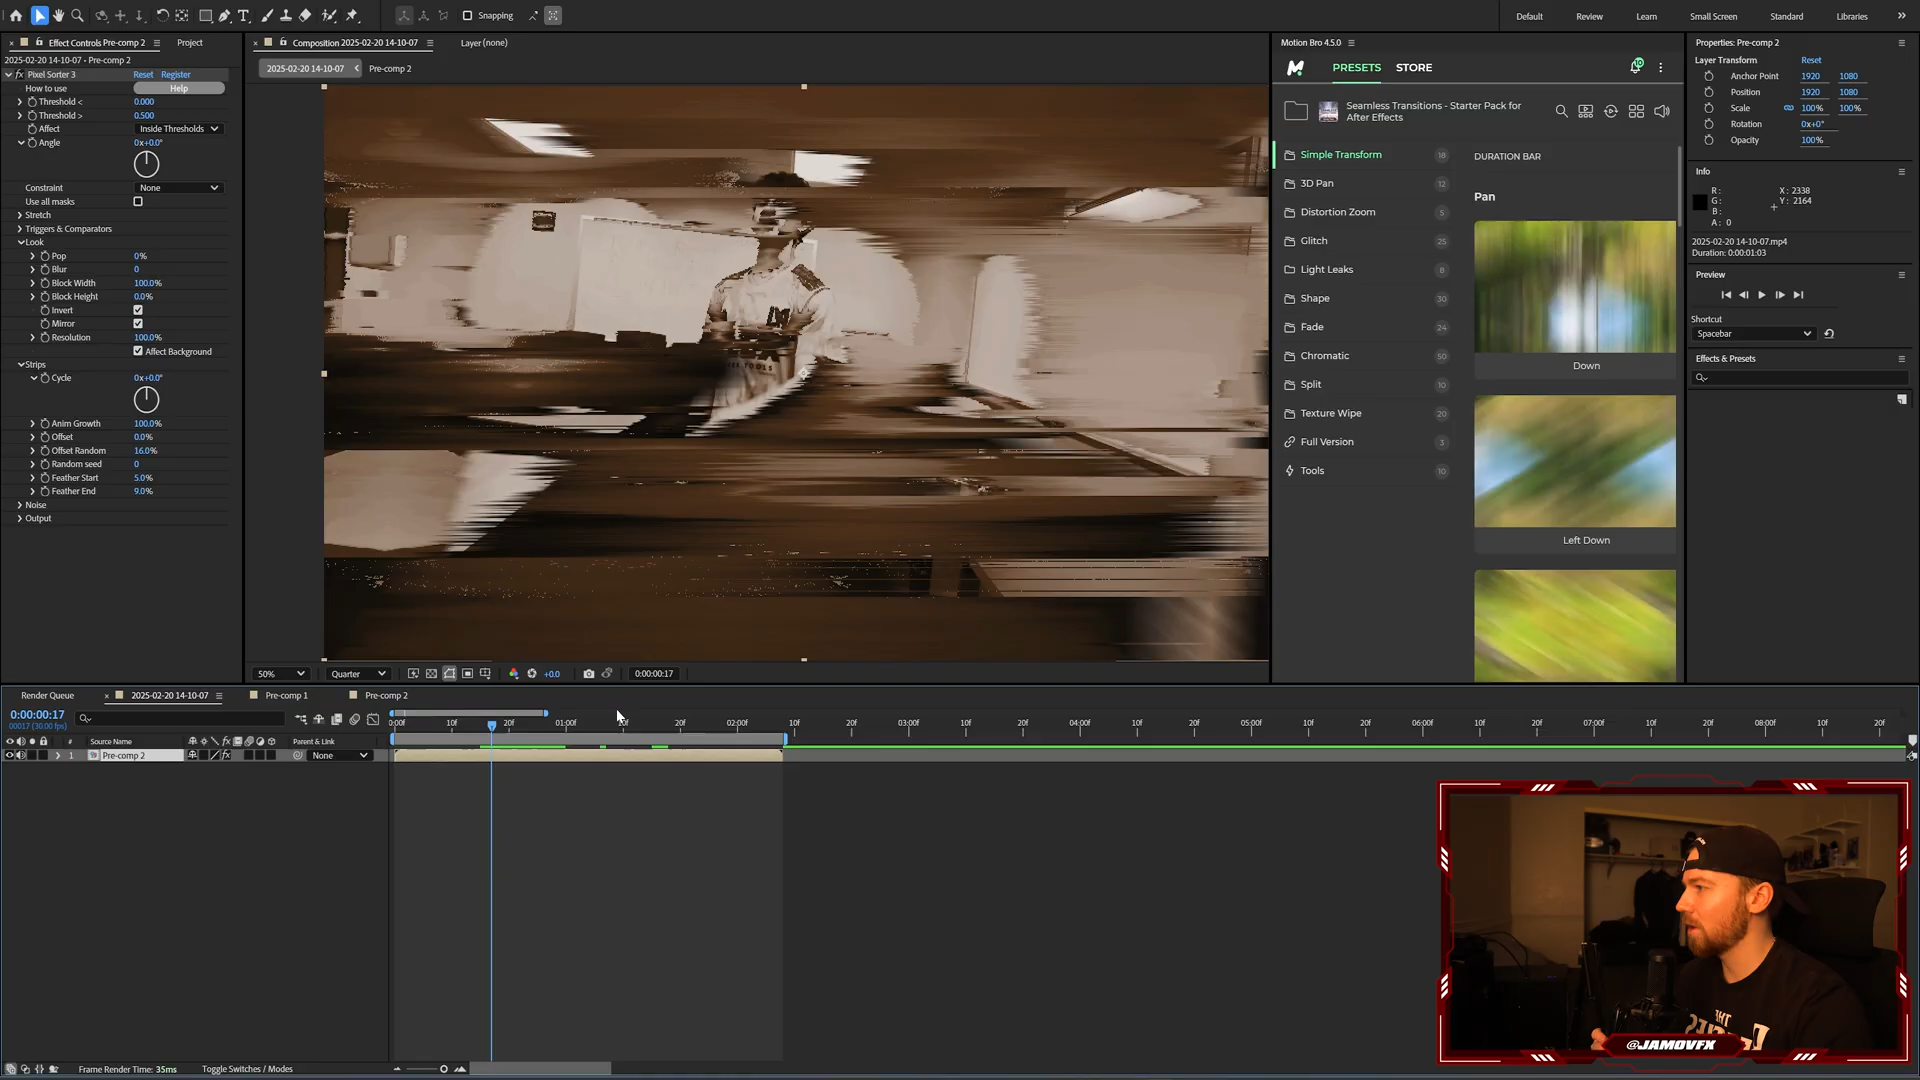 Snapping
Default
Review
Learn
Small Screen
Standard
Libraries
Effect Controls Pre-comp 2
Project
2025-02-20 14-10-07 • Pre-comp 2
fx Pixel Sorter 3 Reset Register
How to use Help
Threshold < 0.000
Threshold > 0.500
Affect Inside Thresholds
Angle 0x+0.0°
Constraint None
Use all masks
Stretch
Triggers & Comparators
Look
Pop 0%
Blur 0
Block Width 100.0%
Block Height 0.0%
Invert
Mirror
Resolution 100.0%
Affect Background
Strips
Cycle 0x+0.0°
Anim Growth 100.0%
Offset 0.0%
Offset Random 16.0%
Random seed 0
Feather Start 5.0%
Feather End 9.0%
Noise
Output
Composition 2025-02-20 14-10-07
Layer (none)
2025-02-20 14-10-07
Pre-comp 2
50%
Quarter
+0.0
0:00:00:17
Motion Bro 4.5.0
PRESETS
STORE
Seamless Transitions - Starter Pack for
After Effects
Simple Transform 18
3D Pan 12
Distortion Zoom 5
Glitch 25
Light Leaks 8
Shape 30
Fade 24
Chromatic 50
Split 10
Texture Wipe 20
Full Version 3
Tools 10
DURATION BAR
Pan
Down
Left Down
Properties: Pre-comp 2
Layer Transform Reset
Anchor Point 1920 1080
Position 1920 1080
Scale 100% 100%
Rotation 0x+0°
Opacity 100%
Info
R :
G :
B :
A : 0
X : 2338
Y : 2164
2025-02-20 14-10-07.mp4
Duration: 0:00:01:03
Preview
Shortcut
Spacebar
Effects & Presets
Render Queue
2025-02-20 14-10-07
Pre-comp 1
Pre-comp 2
0:00:00:17
00017 (30.00 fps)
0:00f 10f 20f 01:00f 20f 20f 02:00f 10f 20f 03:00f 10f 20f 04:00f 10f 20f 05:00f 10f 20f 06:00f 10f 20f 07:00f 10f 20f 08:00f 10f 20f
# Source Name Parent & Link
1 Pre-comp 2 None
Frame Render Time: 35ms
Toggle Switches / Modes
@JAMOVFX